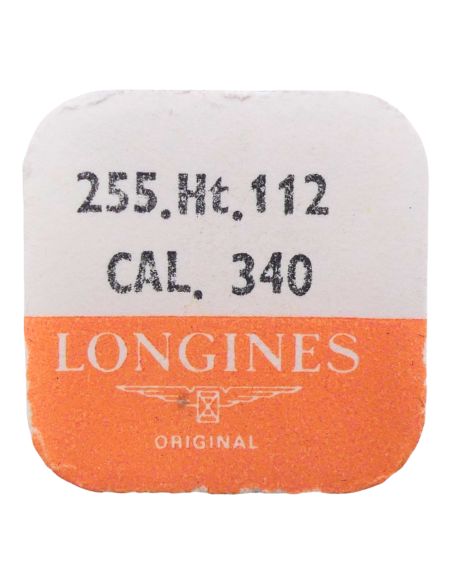 255.Ht.112
CAL. 340
LONGINES
ORIGINAL